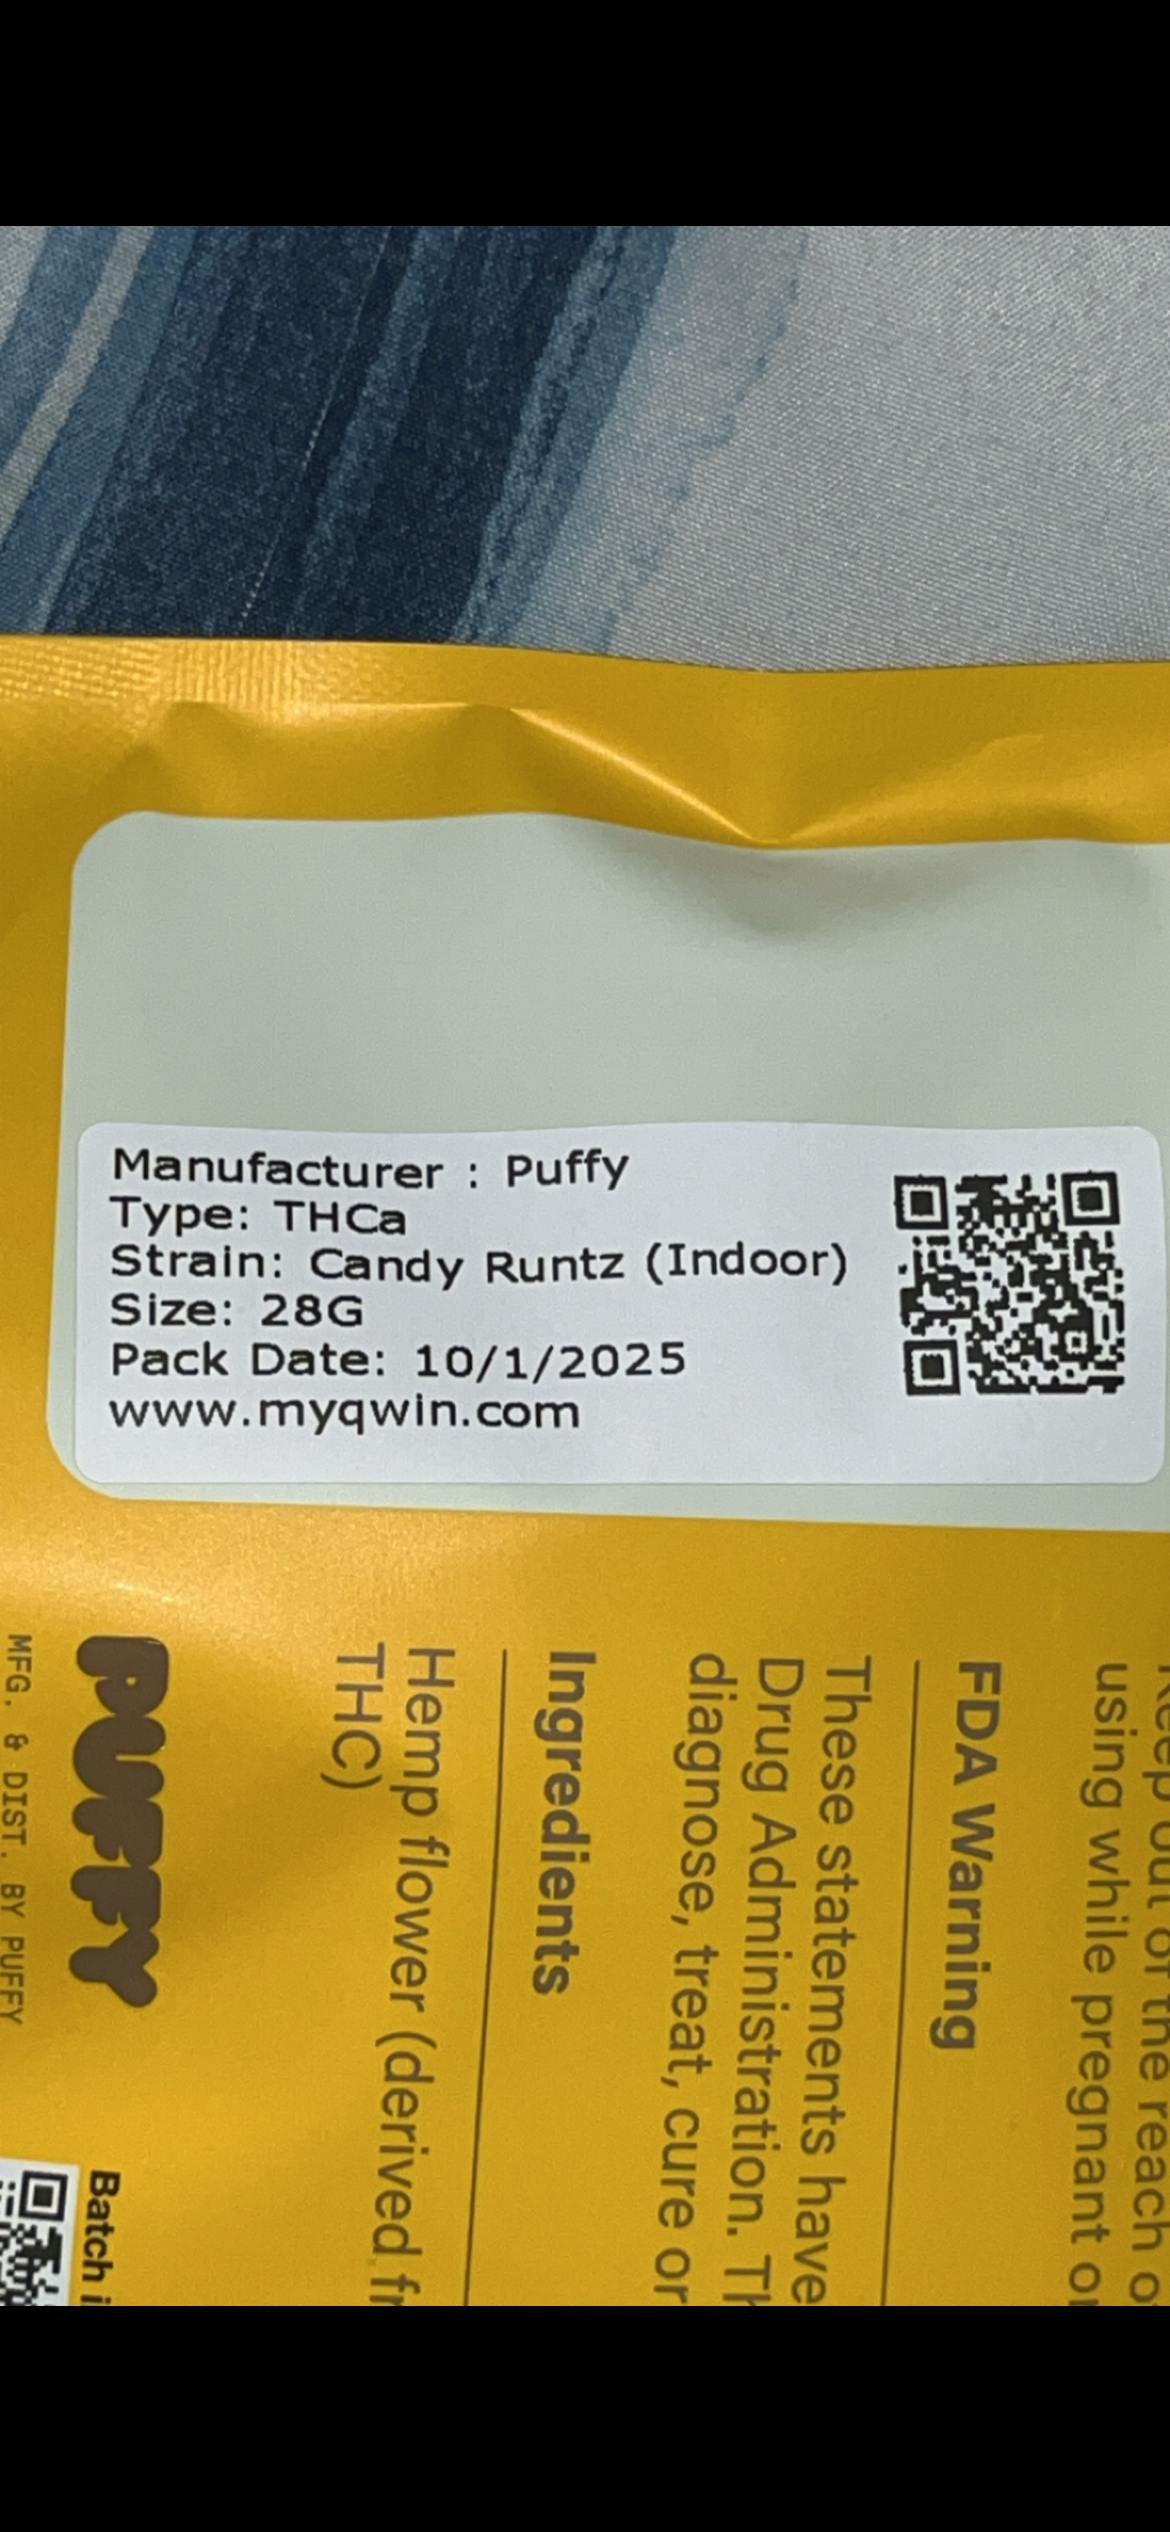 Manufacturer : Puffy
Type: THCa
Strain: Candy Runtz (Indoor)
Size: 28G
Pack Date: 10/1/2025
www.myqwin.com
using while pregnant
FDA Warning
These statements have
Drug Administration.
diagnose, treat, cure or
Ingredients
Hemp flower (derived
THC)
PUFFY
MFG. & DIST. BY PUFFY
Batch